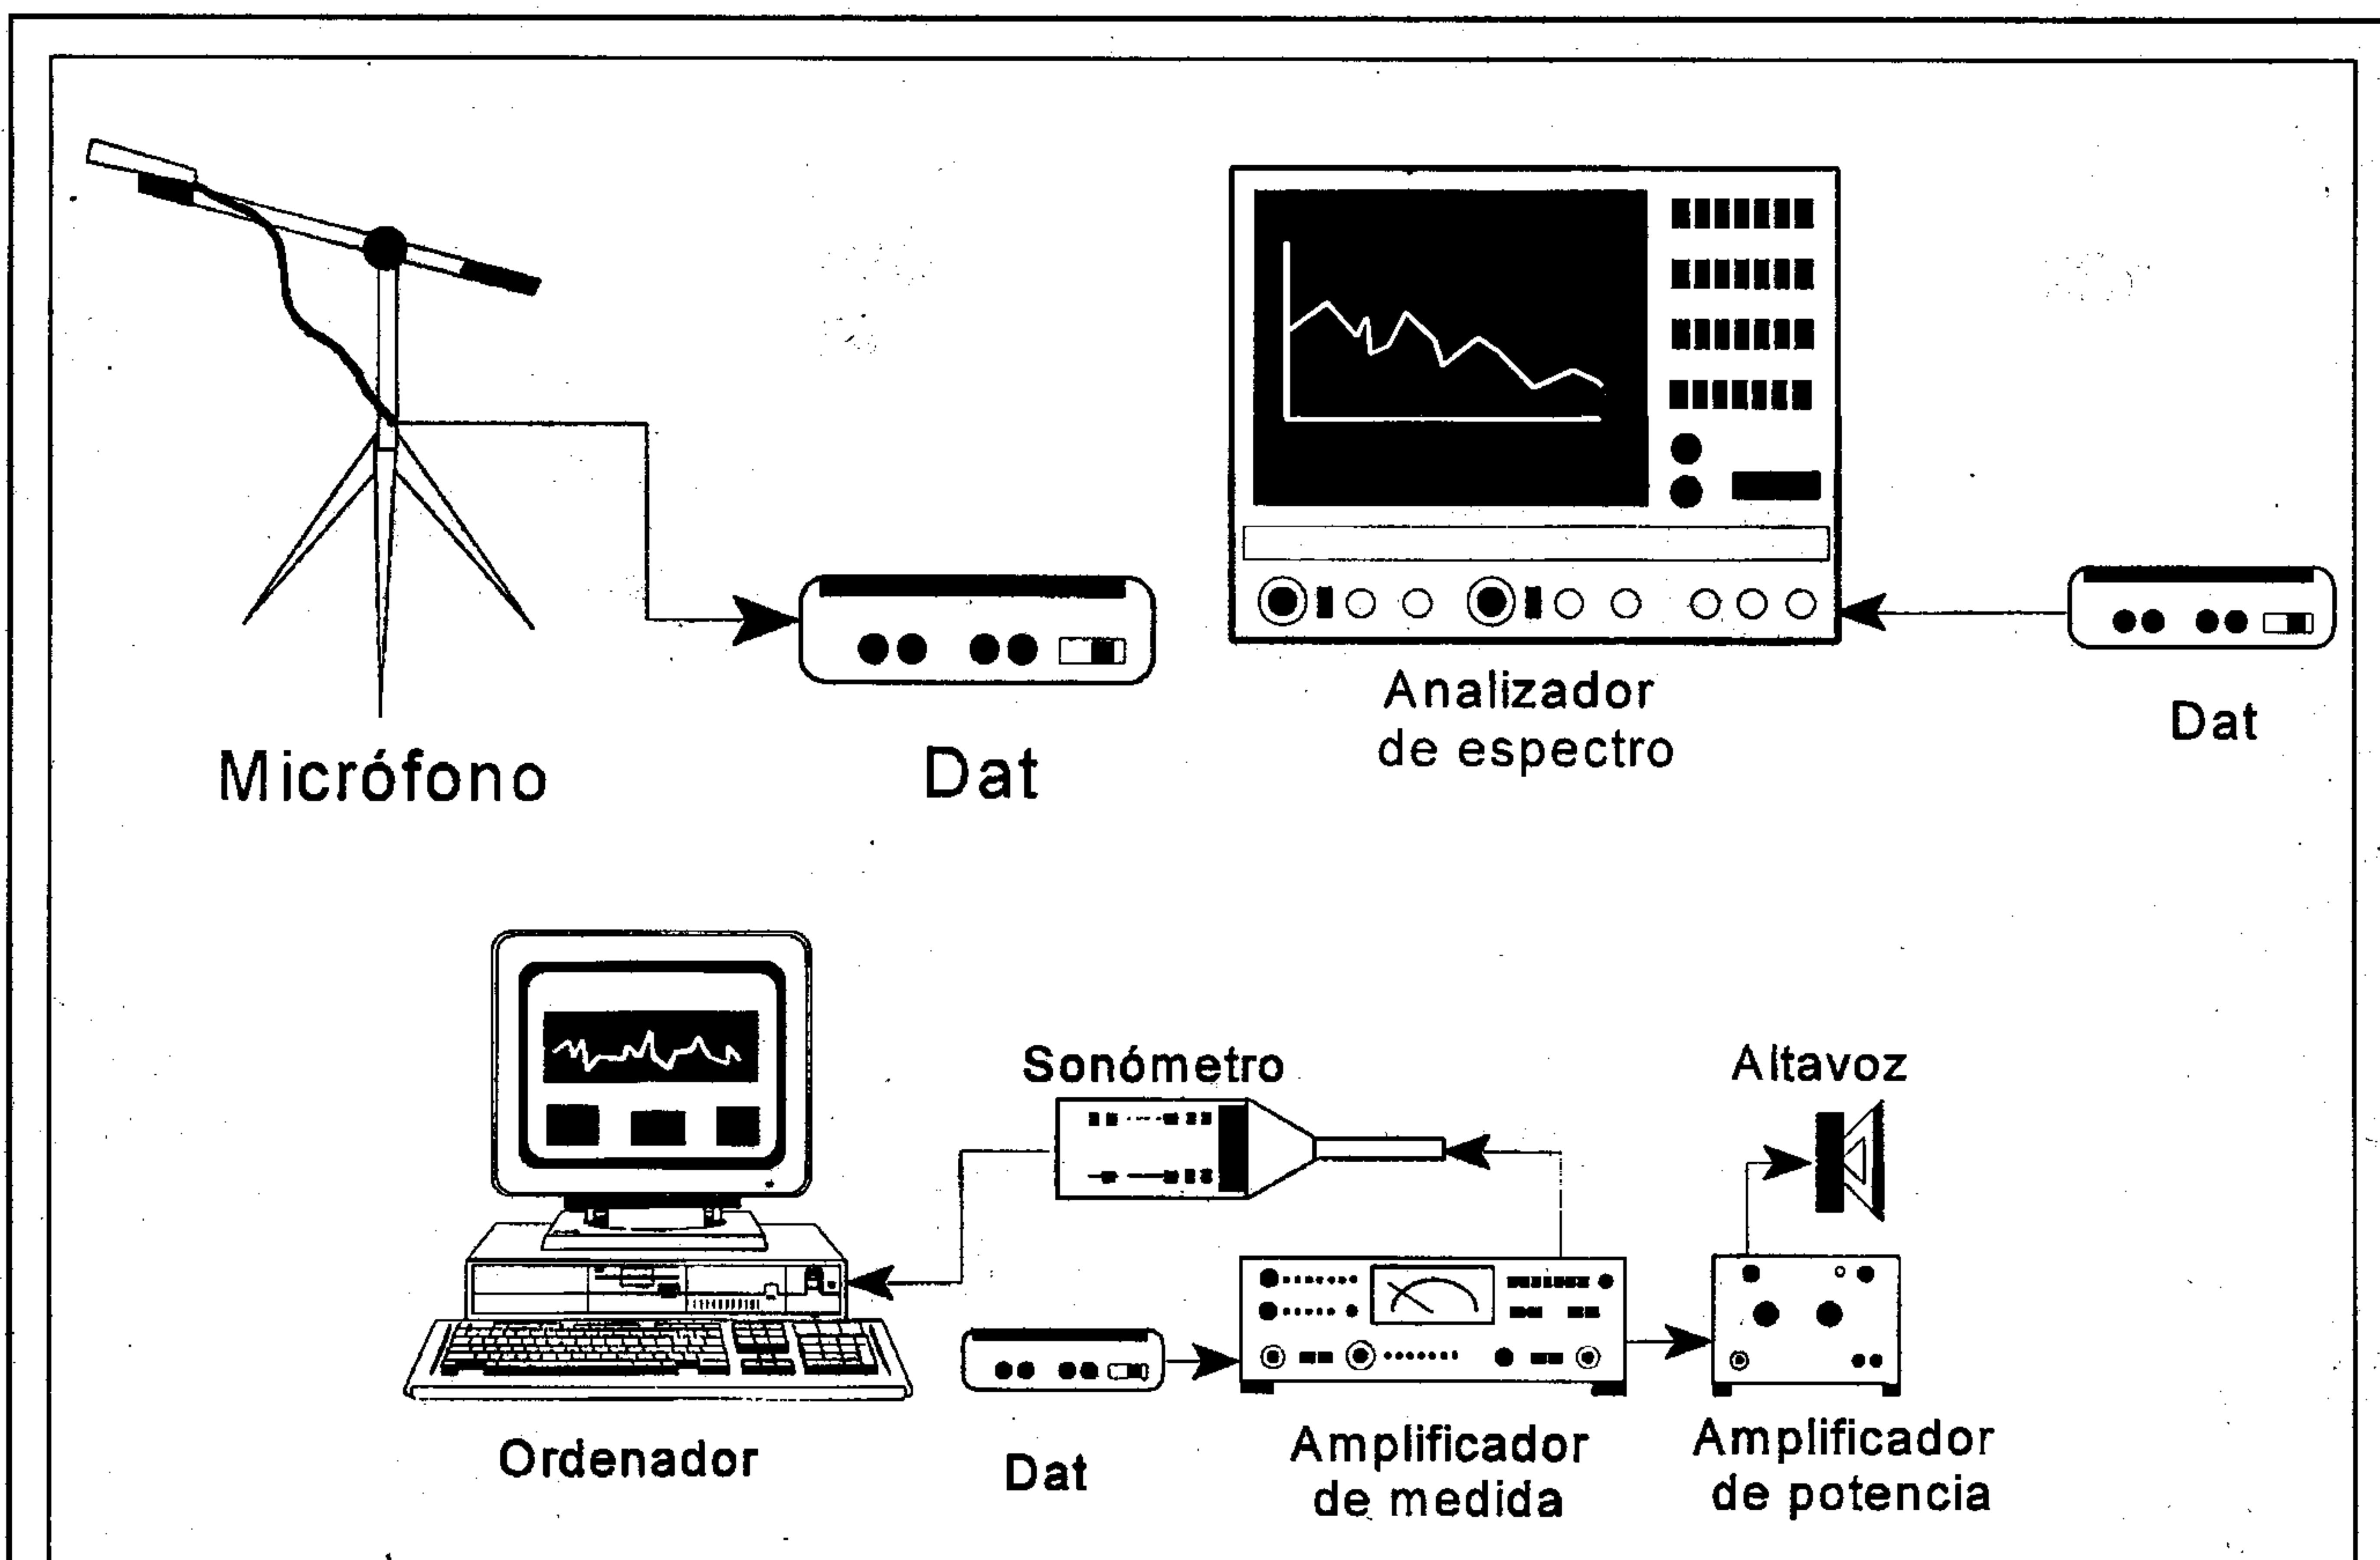 Micrófono
Dat
Analizador
de espectro
Dat
Sonómetro
Altavoz
Ordenador
Dat
Amplificador
de medida
Amplificador
de potencia